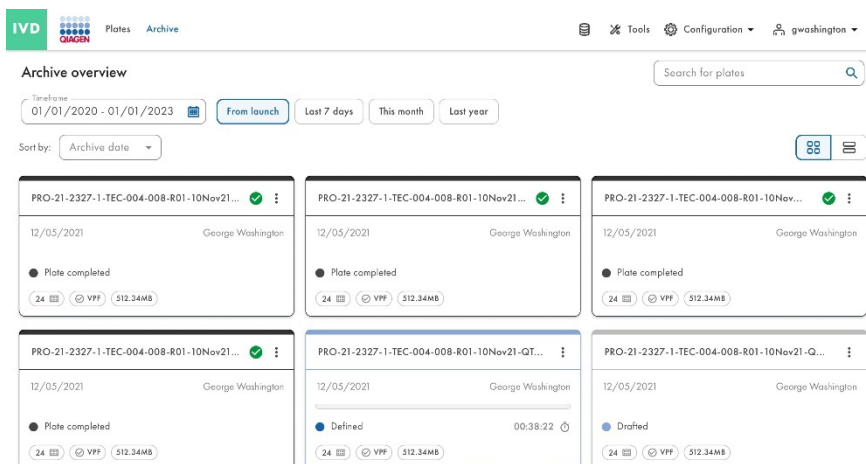 IVD QIAGEN Plates Archive Tools Configuration gwashington
Archive overview
Search for plates
Timeframe
01/01/2020 - 01/01/2023 From launch Last 7 days This month Last year
Sort by: Archive date
PRO-21-2327-1-TEC-004-008-R01-10Nov21... PRO-21-2327-1-TEC-004-008-R01-10Nov21... PRO-21-2327-1-TEC-004-008-R01-10Nov...
12/05/2021 George Washington 12/05/2021 George Washington 12/05/2021 George Washington
Plate completed Plate completed Plate completed
24 VPF 512.34MB 24 VPF 512.34MB 24 VPF 512.34MB
PRO-21-2327-1-TEC-004-008-R01-10Nov21... PRO-21-2327-1-TEC-004-008-R01-10Nov21-QT... PRO-21-2327-1-TEC-004-008-R01-10Nov21-Q...
12/05/2021 George Washington 12/05/2021 George Washington 12/05/2021 George Washington
Plate completed Defined 00:38:22 Drafted
24 VPF 512.34MB 24 VPF 512.34MB 24 VPF 512.34MB